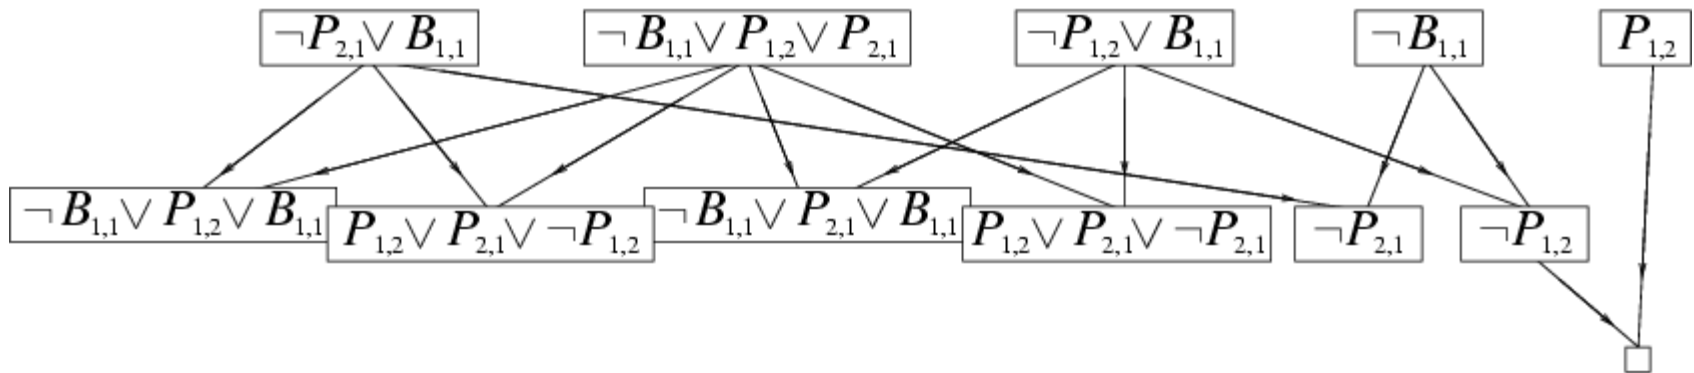 ¬P₂,₁ ∨ B₁,₁
¬B₁,₁ ∨ P₁,₂ ∨ P₂,₁
¬P₁,₂ ∨ B₁,₁
¬B₁,₁
P₁,₂
¬B₁,₁ ∨ P₁,₂ ∨ B₁,₁
P₁,₂ ∨ P₂,₁ ∨ ¬P₁,₂
¬B₁,₁ ∨ P₂,₁ ∨ B₁,₁
P₁,₂ ∨ P₂,₁ ∨ ¬P₂,₁
¬P₂,₁
¬P₁,₂